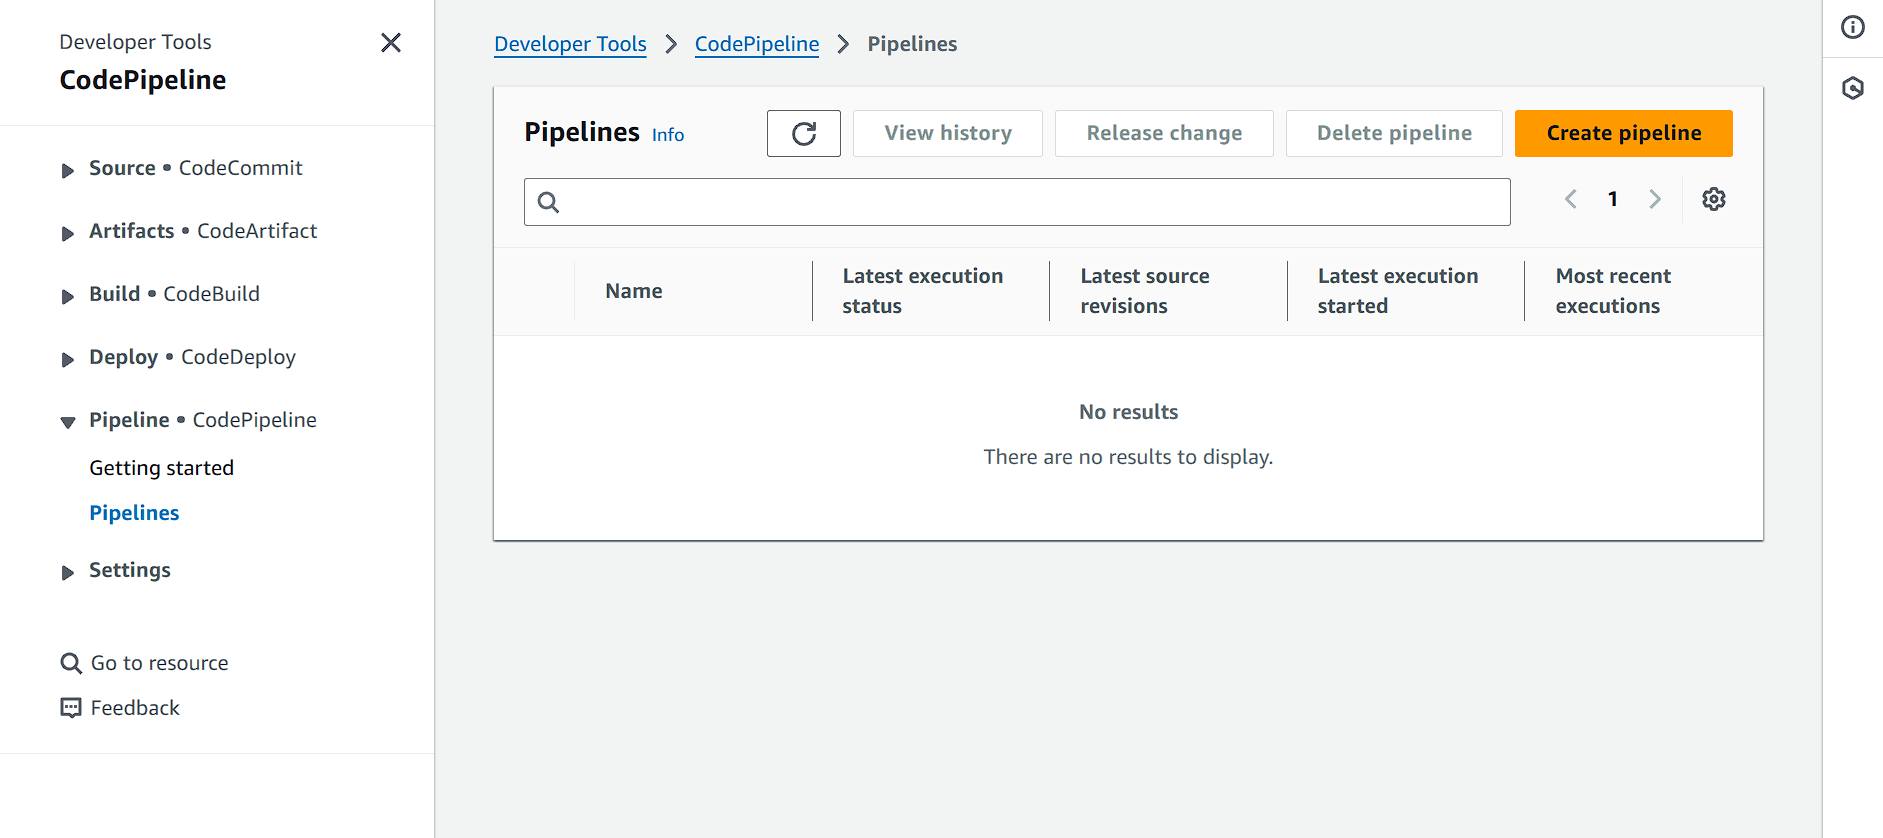 Developer Tools
CodePipeline
Source • CodeCommit
Artifacts • CodeArtifact
Build • CodeBuild
Deploy • CodeDeploy
Pipeline • CodePipeline
Getting started
Pipelines
Settings
Go to resource
Feedback
Developer Tools > CodePipeline > Pipelines
Pipelines Info
View history
Release change
Delete pipeline
Create pipeline
1
Name
Latest execution
status
Latest source
revisions
Latest execution
started
Most recent
executions
No results
There are no results to display.